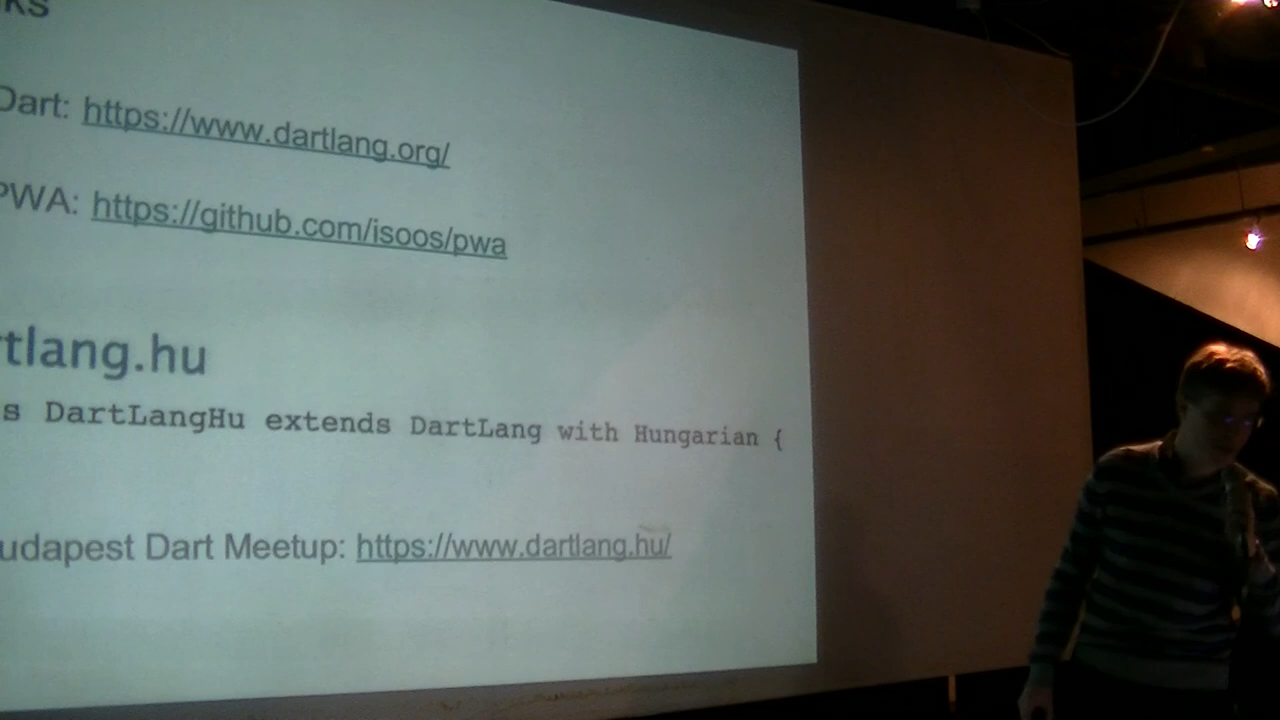 Dart: https://www.dartlang.org/
PWA: https://github.com/isoos/pwa
tlang.hu
s DartLangHu extends DartLang with Hungarian {
udapest Dart Meetup: https://www.dartlang.hu/